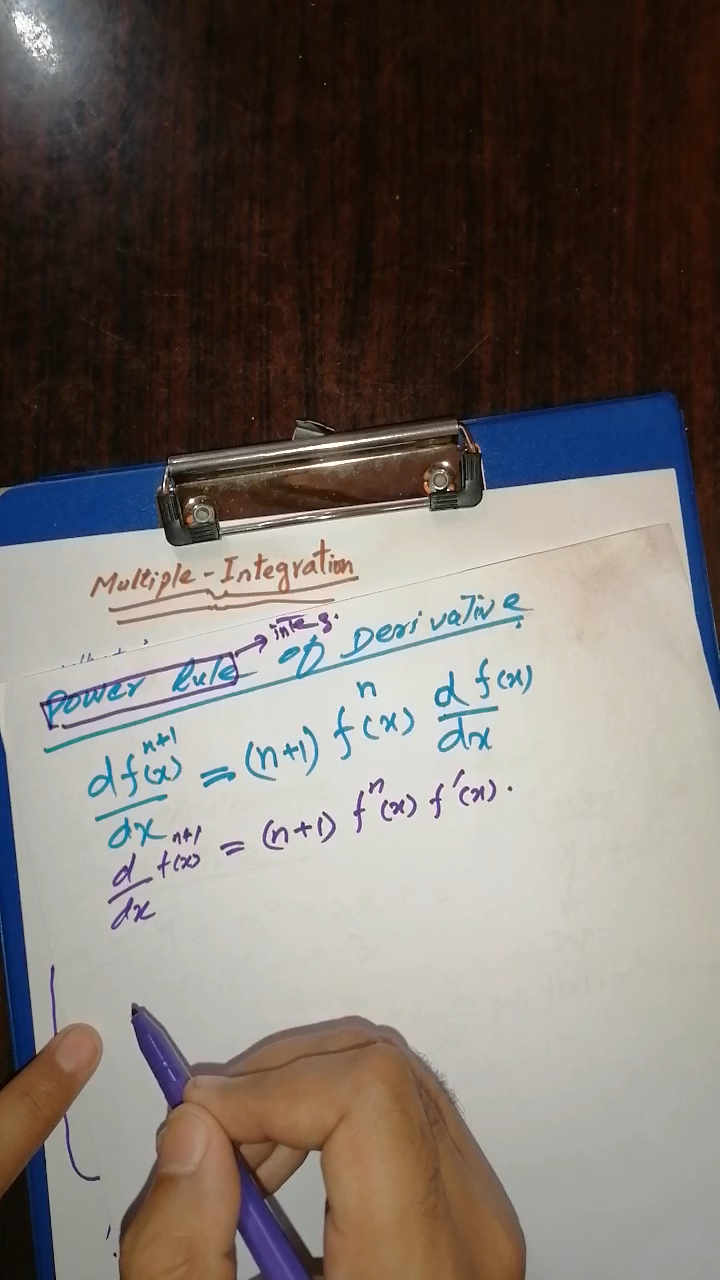 Multiple-Integration
Power Rule → integ. of Derivative
d f(x)^{n+1} / dx = (n+1) f^n(x) d f(x) / dx
d/dx f(x)^{n+1} = (n+1) f^n(x) f'(x).